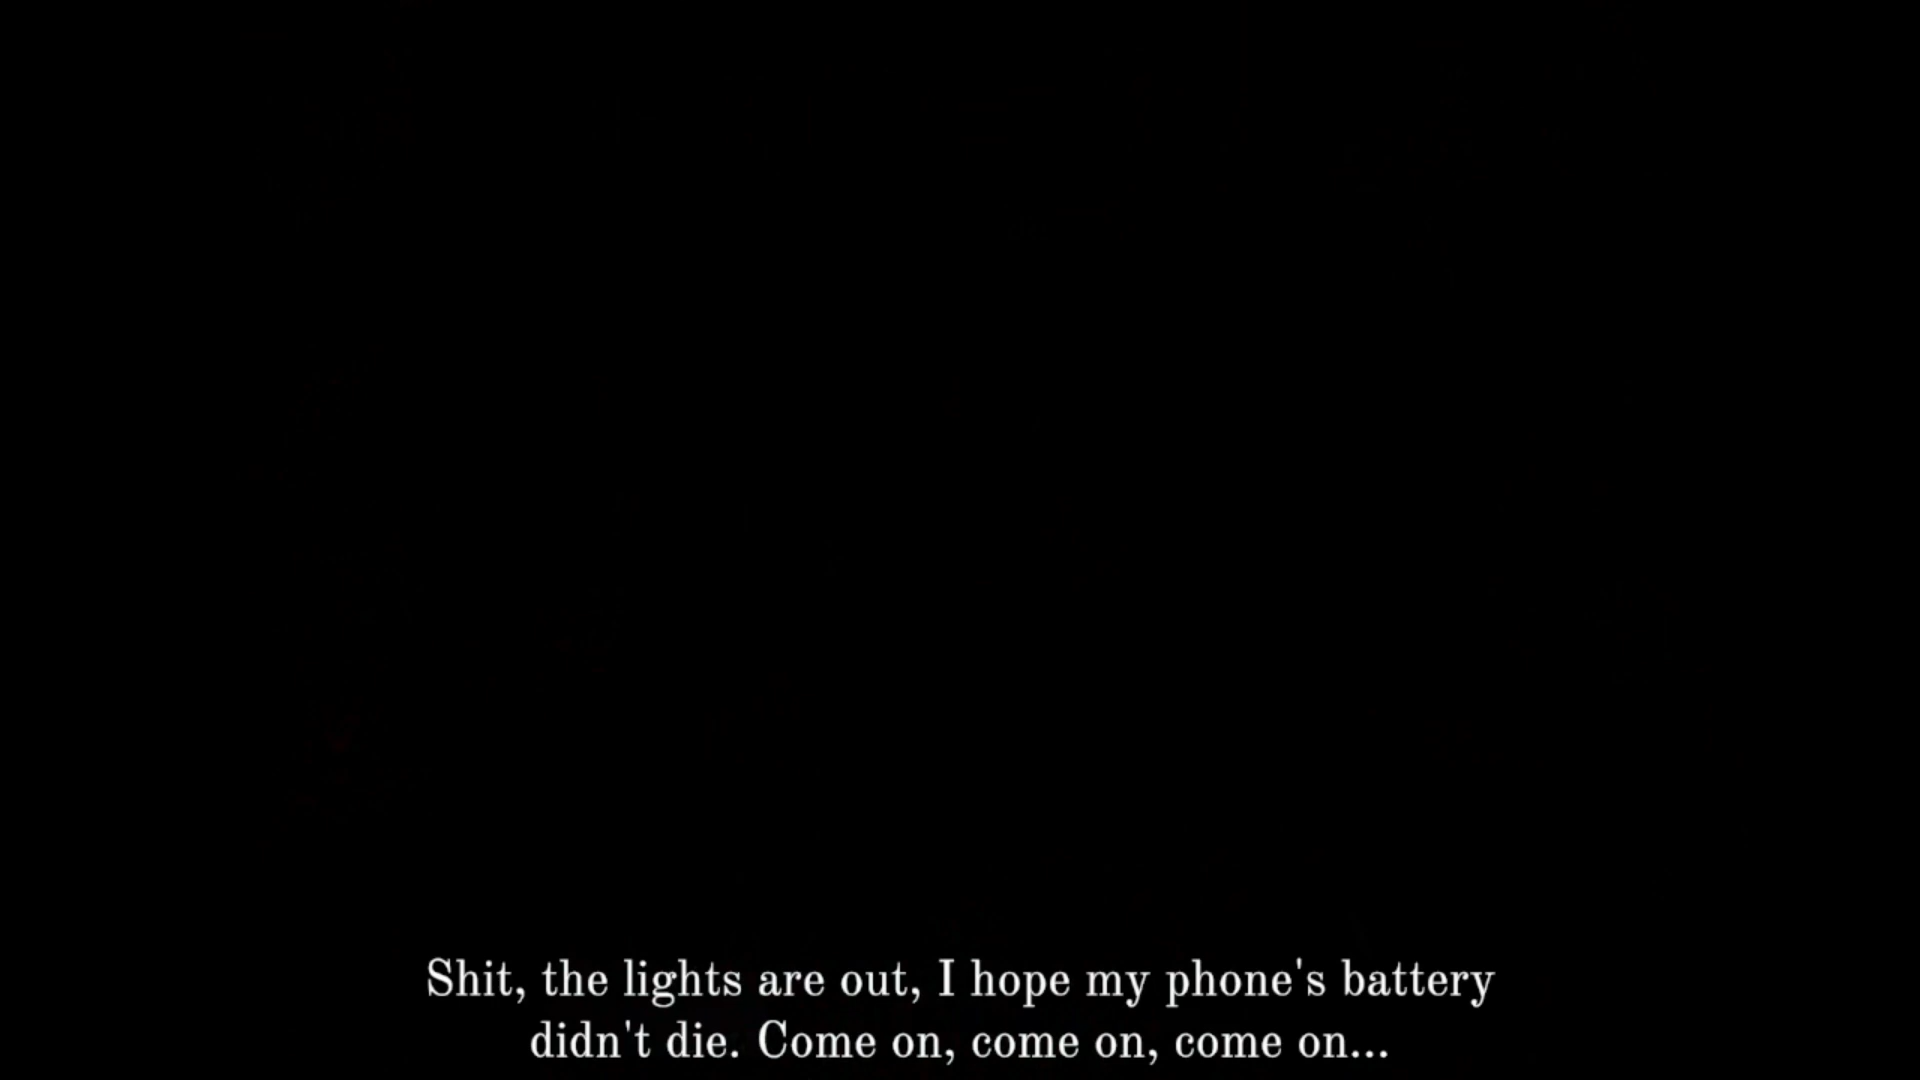 Shit, the lights are out, I hope my phone's battery
didn't die. Come on, come on, come on...